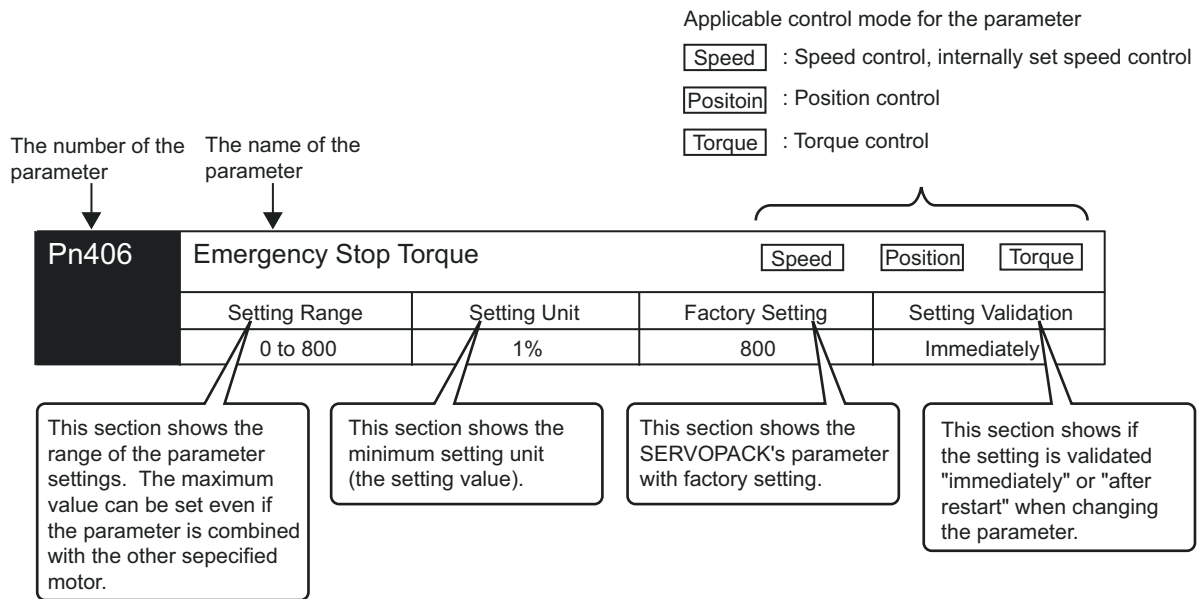 Applicable control mode for the parameter
Speed : Speed control, internally set speed control
Positoin : Position control
Torque : Torque control
The number of the
parameter
The name of the
parameter
Pn406 Emergency Stop Torque Speed Position Torque
Setting Range Setting Unit Factory Setting Setting Validation
0 to 800 1% 800 Immediately
This section shows the
range of the parameter
settings. The maximum
value can be set even if
the parameter is combined
with the other sepecified
motor.
This section shows the
minimum setting unit
(the setting value).
This section shows the
SERVOPACK's parameter
with factory setting.
This section shows if
the setting is validated
"immediately" or "after
restart" when changing
the parameter.